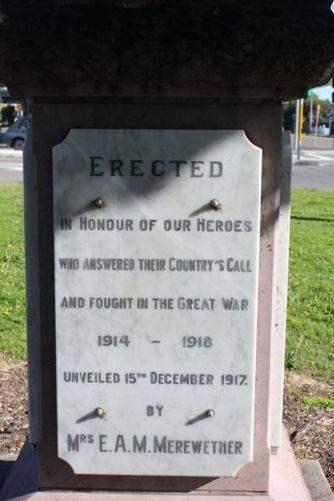 ERECTED
IN HONOUR OF OUR HEROES
WHO ANSWERED THEIR COUNTRY'S CALL
AND FOUGHT IN THE GREAT WAR
1914 - 1918
UNVEILED 15TH DECEMBER 1917.
BY
MRS E.A.M. MEREWETHER